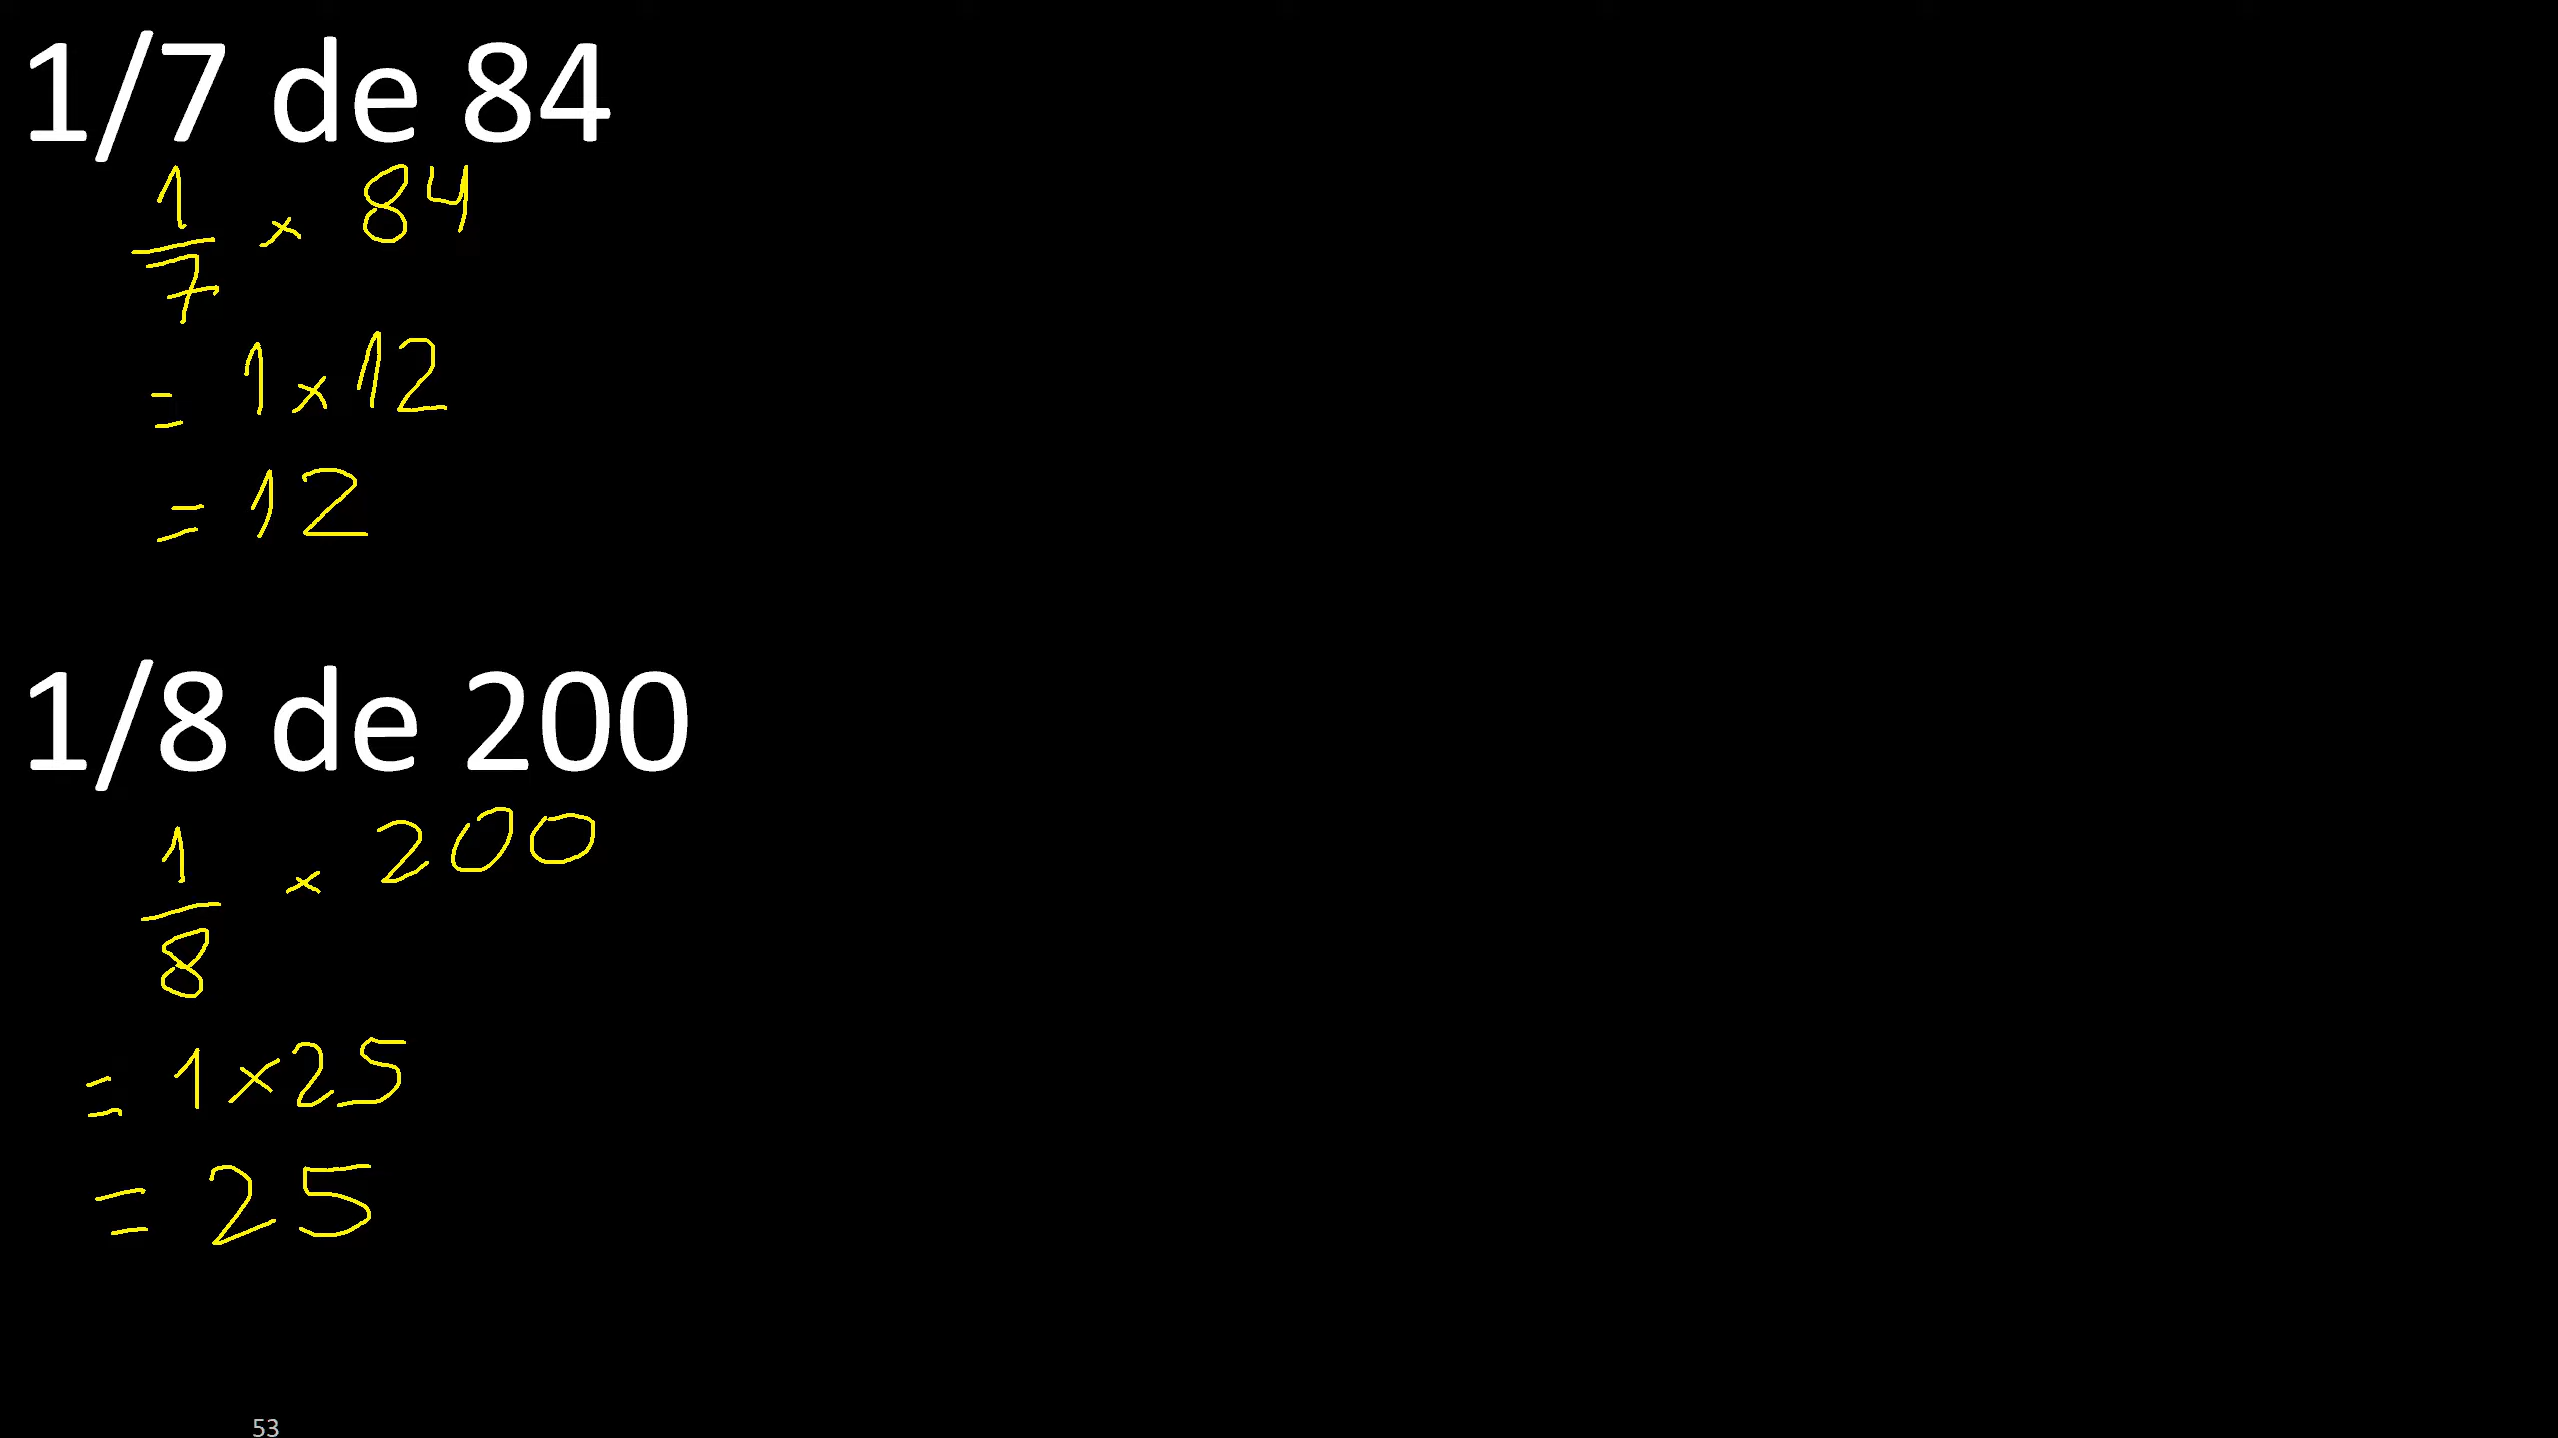 1/7 de 84
1/7 × 84
= 1 × 12
= 12
1/8 de 200
1/8 × 200
= 1 × 25
= 25
53